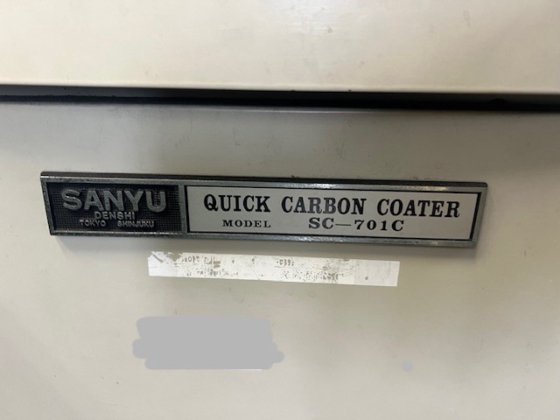 SANYU
DENSHI
TOKYO SHINJUKU
QUICK CARBON COATER
MODEL SC-701C